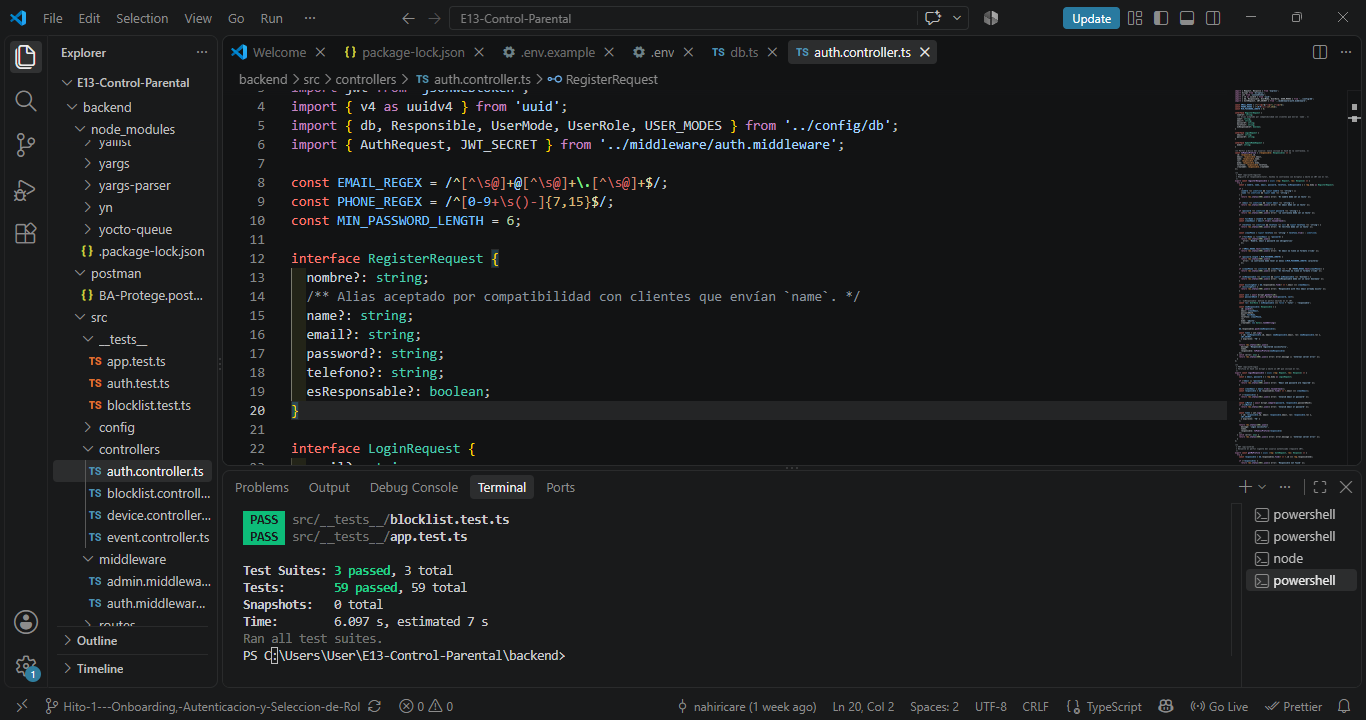 File Edit Selection View Go Run ··· E13-Control-Parental Update
Explorer ···
Welcome {} package-lock.json .env.example .env TS db.ts TS auth.controller.ts
backend > src > controllers > TS auth.controller.ts > RegisterRequest
E13-Control-Parental
backend
node_modules
yallist
yargs
yargs-parser
yn
yocto-queue
{} .package-lock.json
postman
{} BA-Protege.post...
src
__tests__
TS app.test.ts
TS auth.test.ts
TS blocklist.test.ts
config
controllers
TS auth.controller.ts
TS blocklist.controll...
TS device.controller...
TS event.controller.ts
middleware
TS admin.middlewa...
TS auth.middlewar...
routes
Outline
Timeline
1
4 import { v4 as uuidv4 } from 'uuid';
5 import { db, Responsible, UserMode, UserRole, USER_MODES } from '../config/db';
6 import { AuthRequest, JWT_SECRET } from '../middleware/auth.middleware';
7
8 const EMAIL_REGEX = /^[^\s@]+@[^\s@]+\.[^\s@]+$/;
9 const PHONE_REGEX = /^[0-9+\s()-]{7,15}$/;
10 const MIN_PASSWORD_LENGTH = 6;
11
12 interface RegisterRequest {
13 nombre?: string;
14 /** Alias aceptado por compatibilidad con clientes que envían `name`. */
15 name?: string;
16 email?: string;
17 password?: string;
18 telefono?: string;
19 esResponsable?: boolean;
20 }
21
22 interface LoginRequest {
Problems Output Debug Console Terminal Ports
PASS src/__tests__/blocklist.test.ts
PASS src/__tests__/app.test.ts
Test Suites: 3 passed, 3 total
Tests: 59 passed, 59 total
Snapshots: 0 total
Time: 6.097 s, estimated 7 s
Ran all test suites.
PS C:\Users\User\E13-Control-Parental\backend>
powershell
powershell
node
powershell
Hito-1---Onboarding,-Autenticacion-y-Seleccion-de-Rol 0 0 nahiricare (1 week ago) Ln 20, Col 2 Spaces: 2 UTF-8 CRLF {} TypeScript Go Live Prettier